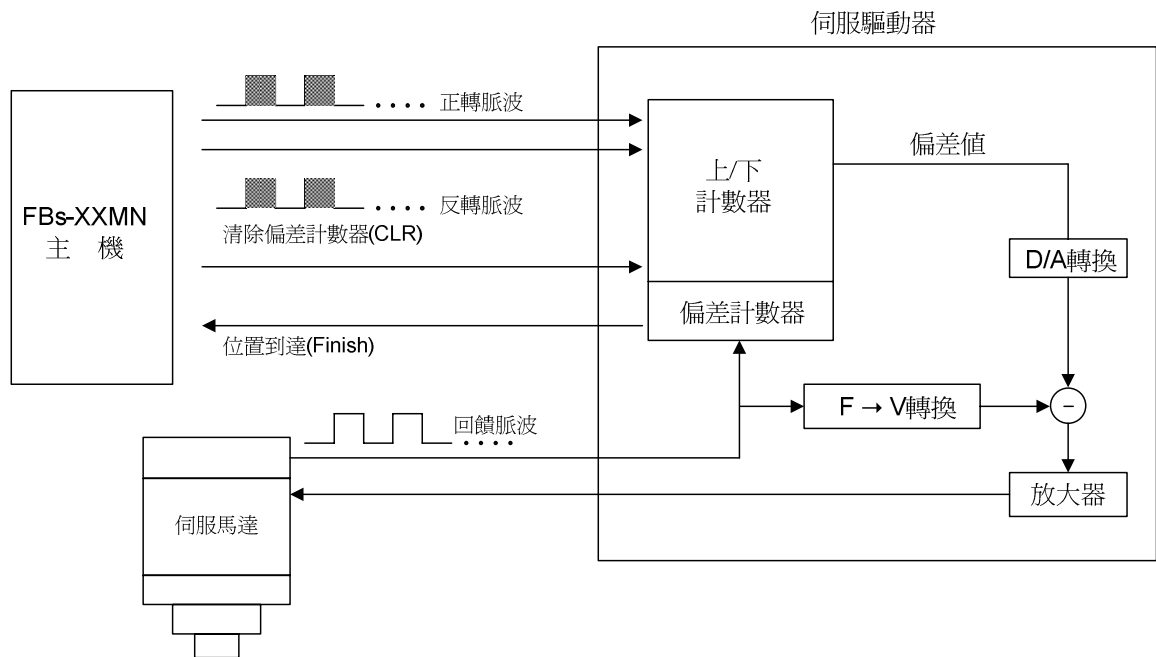 伺服驅動器
正轉脈波
反轉脈波
清除偏差計數器(CLR)
FBs-XXMN
主 機
位置到達(Finish)
上/下
計數器
偏差計數器
偏差值
D/A轉換
F → V轉換
−
放大器
回饋脈波
伺服馬達